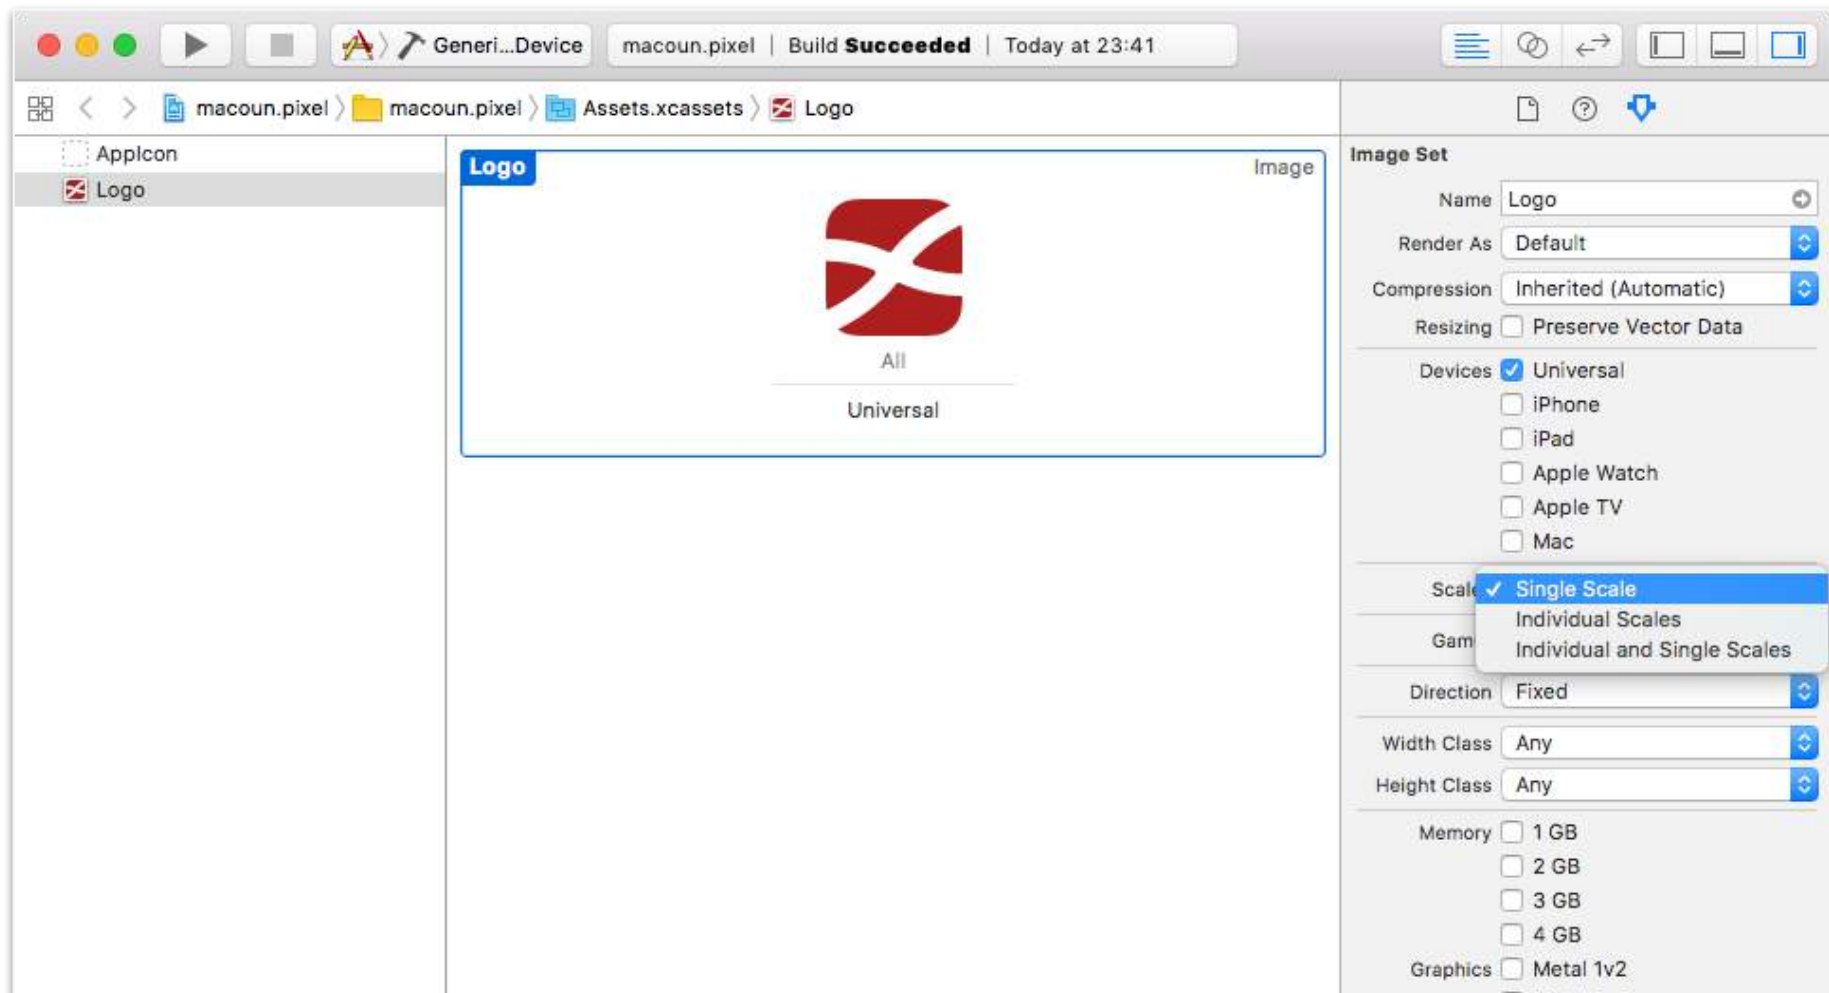 Generi...Device
macoun.pixel | Build Succeeded | Today at 23:41
macoun.pixel macoun.pixel Assets.xcassets Logo
AppIcon
Logo
Logo Image
All
Universal
Image Set
Name Logo
Render As Default
Compression Inherited (Automatic)
Resizing Preserve Vector Data
Devices Universal
iPhone
iPad
Apple Watch
Apple TV
Mac
Scale Single Scale
Individual Scales
Gam
Individual and Single Scales
Direction Fixed
Width Class Any
Height Class Any
Memory 1 GB
2 GB
3 GB
4 GB
Graphics Metal 1v2